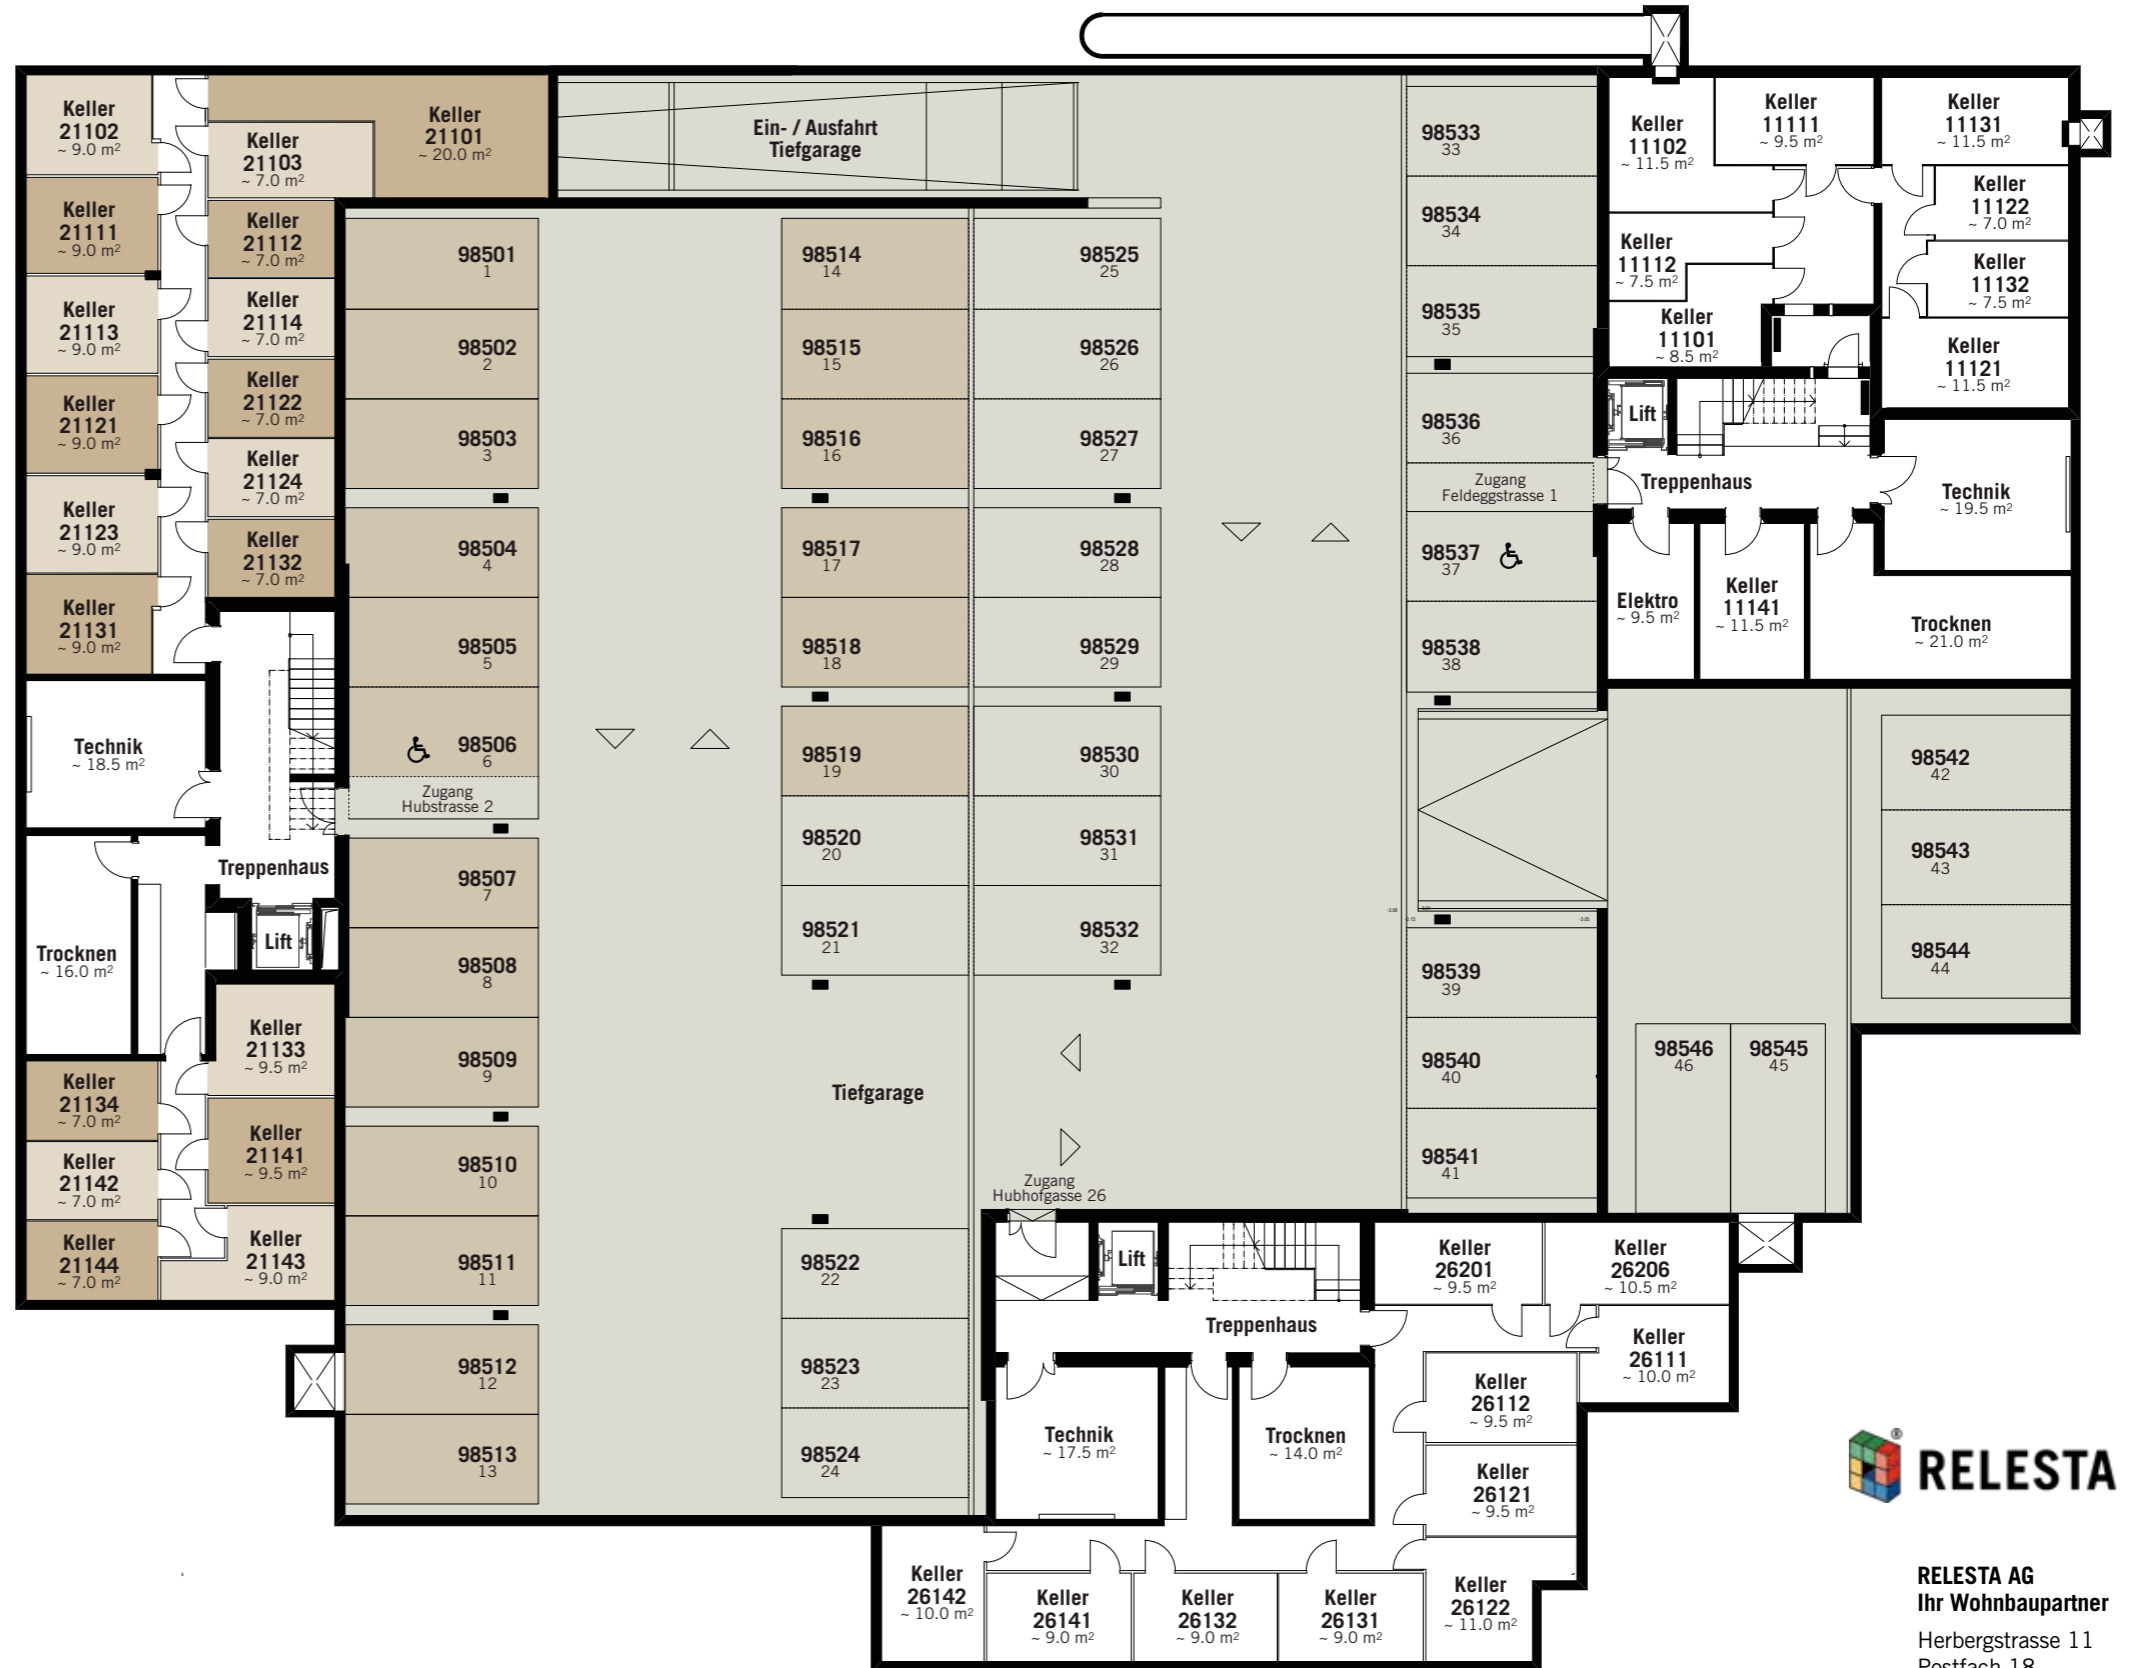 Keller
21102
~ 9.0 m²
Keller
21101
~ 20.0 m²
Keller
21103
~ 7.0 m²
Keller
21111
~ 9.0 m²
Keller
21112
~ 7.0 m²
Keller
21113
~ 9.0 m²
Keller
21114
~ 7.0 m²
Keller
21121
~ 9.0 m²
Keller
21122
~ 7.0 m²
Keller
21123
~ 9.0 m²
Keller
21124
~ 7.0 m²
Keller
21131
~ 9.0 m²
Keller
21132
~ 7.0 m²
Technik
~ 18.5 m²
Treppenhaus
Lift
Trocknen
~ 16.0 m²
Keller
21133
~ 9.5 m²
Keller
21134
~ 7.0 m²
Keller
21141
~ 9.5 m²
Keller
21142
~ 7.0 m²
Keller
21143
~ 9.0 m²
Keller
21144
~ 7.0 m²
Ein- / Ausfahrt
Tiefgarage
98501
1
98502
2
98503
3
98504
4
98505
5
98506
6
Zugang
Hubstrasse 2
98507
7
98508
8
98509
9
98510
10
98511
11
98512
12
98513
13
98514
14
98515
15
98516
16
98517
17
98518
18
98519
19
98520
20
98521
21
Tiefgarage
98522
22
98523
23
98524
24
98525
25
98526
26
98527
27
98528
28
98529
29
98530
30
98531
31
98532
32
Zugang
Hubhofgasse 26
98533
33
98534
34
98535
35
98536
36
Zugang
Feldeggstrasse 1
98537
37
98538
38
98539
39
98540
40
98541
41
98542
42
98543
43
98544
44
98546
46
98545
45
Keller
11102
~ 11.5 m²
Keller
11111
~ 9.5 m²
Keller
11131
~ 11.5 m²
Keller
11122
~ 7.0 m²
Keller
11112
~ 7.5 m²
Keller
11132
~ 7.5 m²
Keller
11101
~ 8.5 m²
Keller
11121
~ 11.5 m²
Lift
Treppenhaus
Technik
~ 19.5 m²
Elektro
~ 9.5 m²
Keller
11141
~ 11.5 m²
Trocknen
~ 21.0 m²
Lift
Treppenhaus
Technik
~ 17.5 m²
Trocknen
~ 14.0 m²
Keller
26201
~ 9.5 m²
Keller
26206
~ 10.5 m²
Keller
26111
~ 10.0 m²
Keller
26112
~ 9.5 m²
Keller
26121
~ 9.5 m²
Keller
26122
~ 11.0 m²
Keller
26142
~ 10.0 m²
Keller
26141
~ 9.0 m²
Keller
26132
~ 9.0 m²
Keller
26131
~ 9.0 m²
® RELESTA
RELESTA AG
Ihr Wohnbaupartner
Herbergstrasse 11
Postfach 18